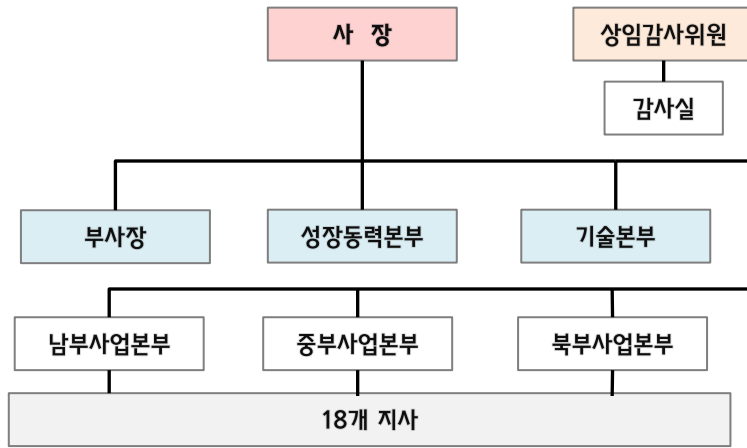 사 장
상임감사위원
감사실
부사장
성장동력본부
기술본부
남부사업본부
중부사업본부
북부사업본부
18개 지사